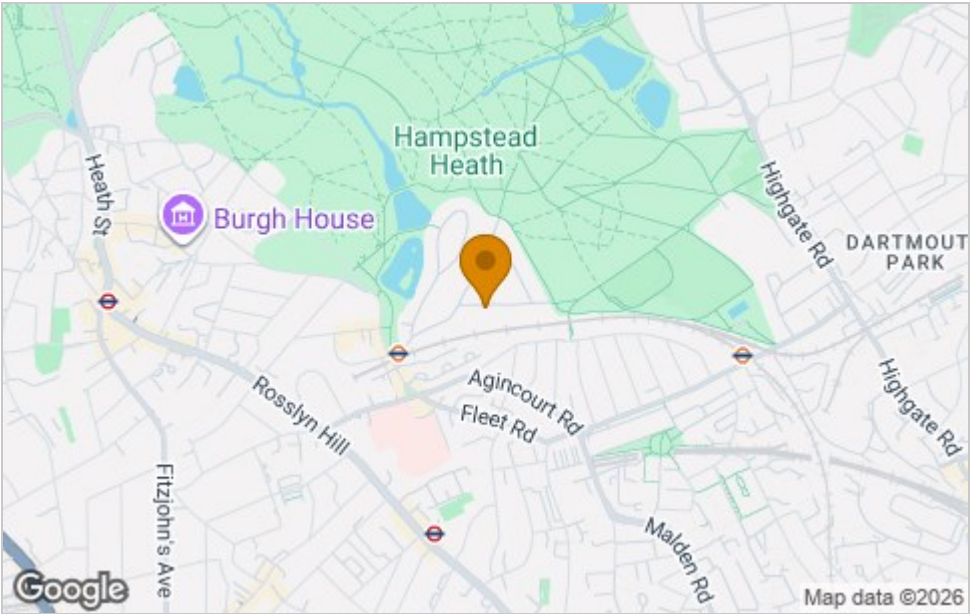 Hampstead
Heath
Heath St
Burgh House
Highgate Rd
DARTMOUT
PARK
Agincourt Rd
Fleet Rd
Rosslyn Hill
Highgate Rd
Fitzjohn's Ave
Malden Rd
Google
Map data ©2026